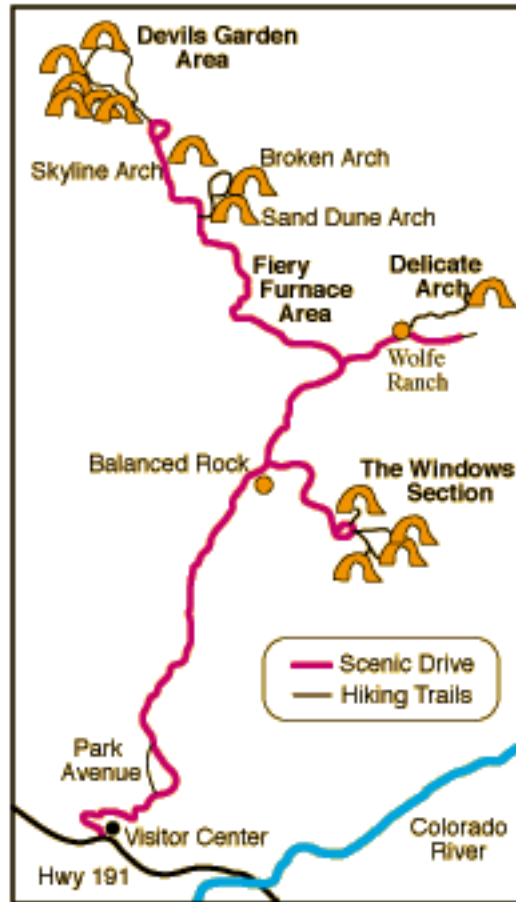 Devils Garden
Area
Skyline Arch
Broken Arch
Sand Dune Arch
Fiery
Furnace
Area
Delicate
Arch
Wolfe
Ranch
Balanced Rock
The Windows
Section
Scenic Drive
Hiking Trails
Park
Avenue
Visitor Center
Colorado
River
Hwy 191